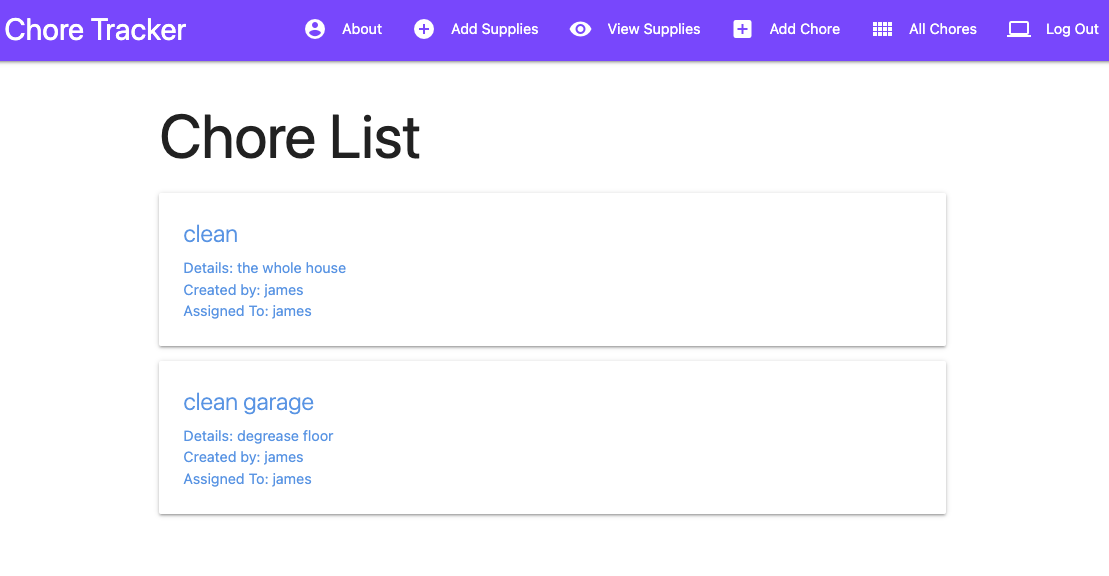 Chore Tracker About Add Supplies View Supplies Add Chore All Chores Log Out
Chore List
clean
Details: the whole house
Created by: james
Assigned To: james
clean garage
Details: degrease floor
Created by: james
Assigned To: james